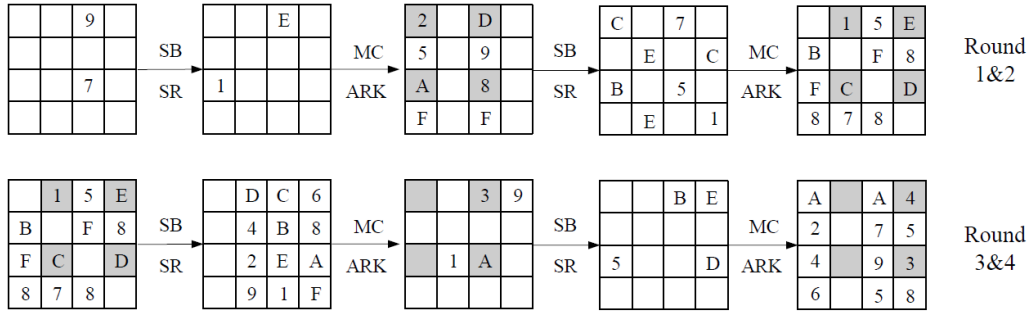 9 E 2 D C 7 1 5 E
SB MC 5 9 SB E C MC B F 8 Round
7 SR 1 ARK A 8 SR B 5 ARK F C D 1&2
F F E 1 8 7 8
1 5 E D C 6 3 9 B E A A 4
B F 8 SB 4 B 8 MC SB MC 2 7 5 Round
F C D SR 2 E A ARK 1 A SR 5 D ARK 4 9 3 3&4
8 7 8 9 1 F 6 5 8